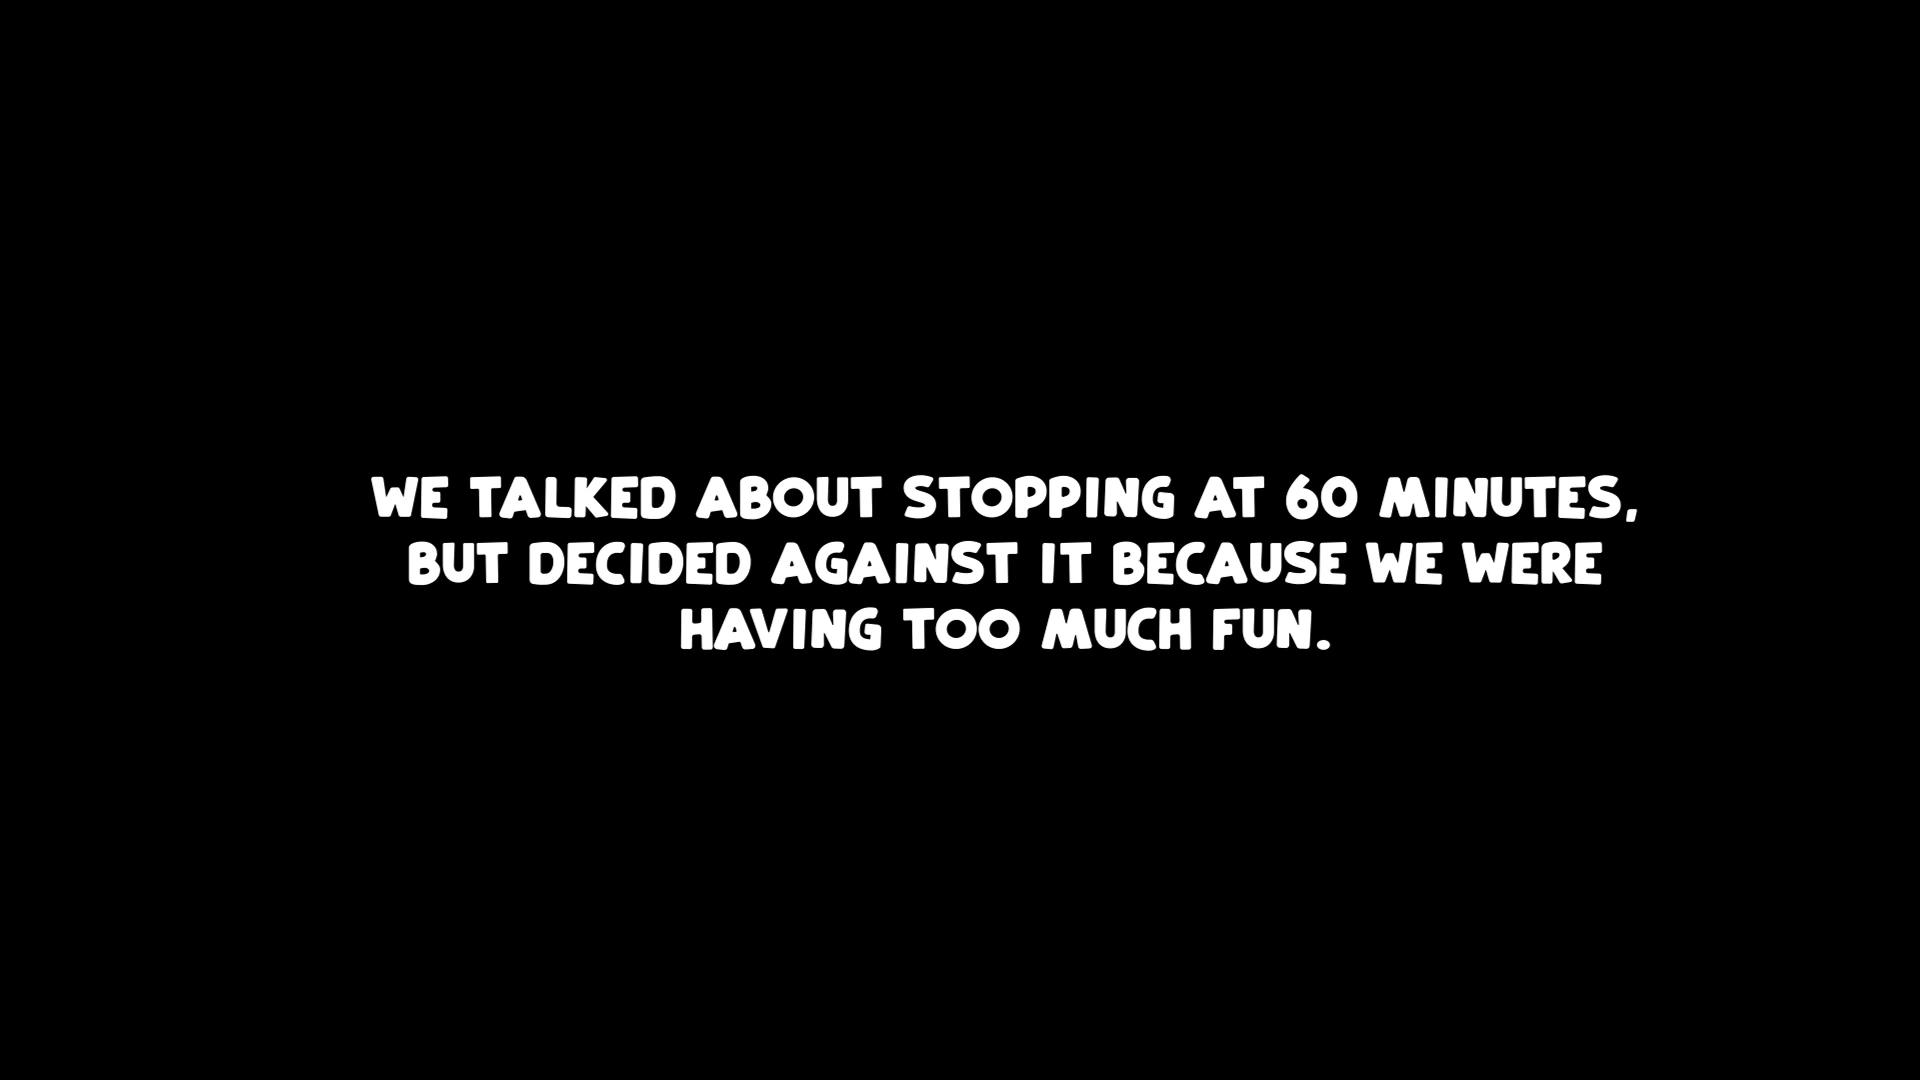 WE TALKED ABOUT STOPPING AT 60 MINUTES,
BUT DECIDED AGAINST IT BECAUSE WE WERE
HAVING TOO MUCH FUN.